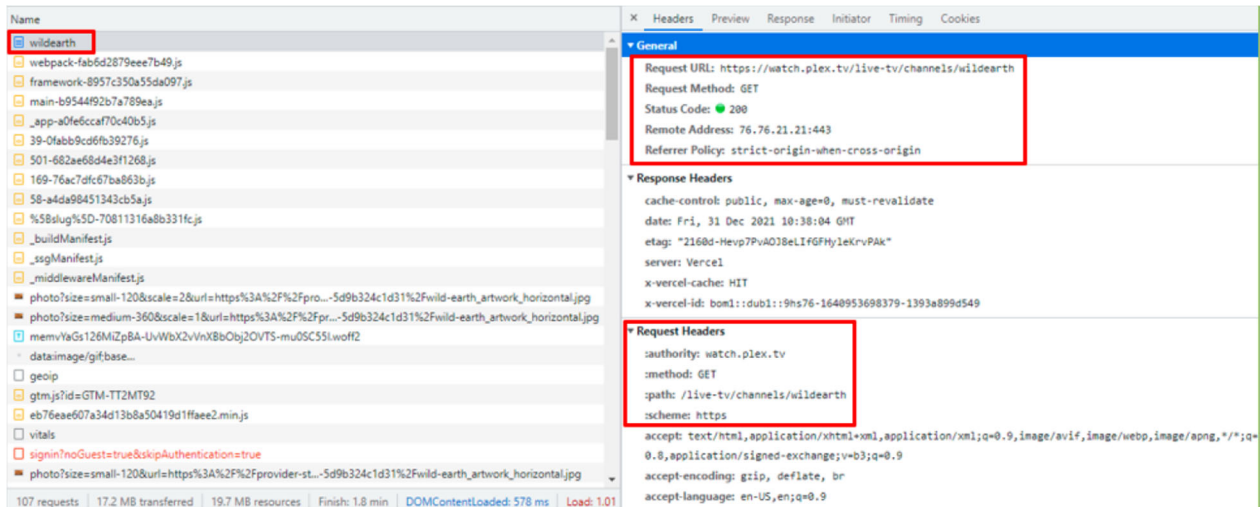 Name
wildearth
webpack-fab6d2879eee7b49.js
framework-8957c350a55da097.js
main-b9544f92b7a789ea.js
_app-a0fe6ccaf70c40b5.js
39-0fabb9cd6fb39276.js
501-682ae68d4e3f1268.js
169-76ac7dfc67ba863b.js
58-a4da98451343cb5a.js
%5Bslug%5D-70811316a8b331fc.js
_buildManifest.js
_ssgManifest.js
_middlewareManifest.js
photo?size=small-120&scale=2&url=https%3A%2F%2Fpro...-5d9b324c1d31%2Fwild-earth_artwork_horizontal.jpg
photo?size=medium-360&scale=1&url=https%3A%2F%2Fpr...-5d9b324c1d31%2Fwild-earth_artwork_horizontal.jpg
memvYaGs126MiZpBA-UvWbX2vVnXBbObj2OVTS-mu0SC55I.woff2
data:image/gif;base...
geoip
gtm.js?id=GTM-TT2MT92
eb76eae607a34d13b8a50419d1ffaee2.min.js
vitals
signin?noGuest=true&skipAuthentication=true
photo?size=small-120&url=https%3A%2F%2Fprovider-st...-5d9b324c1d31%2Fwild-earth_artwork_horizontal.jpg
107 requests 17.2 MB transferred 19.7 MB resources Finish: 1.8 min DOMContentLoaded: 578 ms Load: 1.01
× Headers Preview Response Initiator Timing Cookies
General
Request URL: https://watch.plex.tv/live-tv/channels/wildearth
Request Method: GET
Status Code: 200
Remote Address: 76.76.21.21:443
Referrer Policy: strict-origin-when-cross-origin
Response Headers
cache-control: public, max-age=0, must-revalidate
date: Fri, 31 Dec 2021 10:38:04 GMT
etag: "2160d-Hevp7PvAOJ8eLIfGFHyleKrvPAk"
server: Vercel
x-vercel-cache: HIT
x-vercel-id: bom1::dub1::9hs76-1640953698379-1393a899d549
Request Headers
:authority: watch.plex.tv
:method: GET
:path: /live-tv/channels/wildearth
:scheme: https
accept: text/html,application/xhtml+xml,application/xml;q=0.9,image/avif,image/webp,image/apng,*/*;q=
0.8,application/signed-exchange;v=b3;q=0.9
accept-encoding: gzip, deflate, br
accept-language: en-US,en;q=0.9